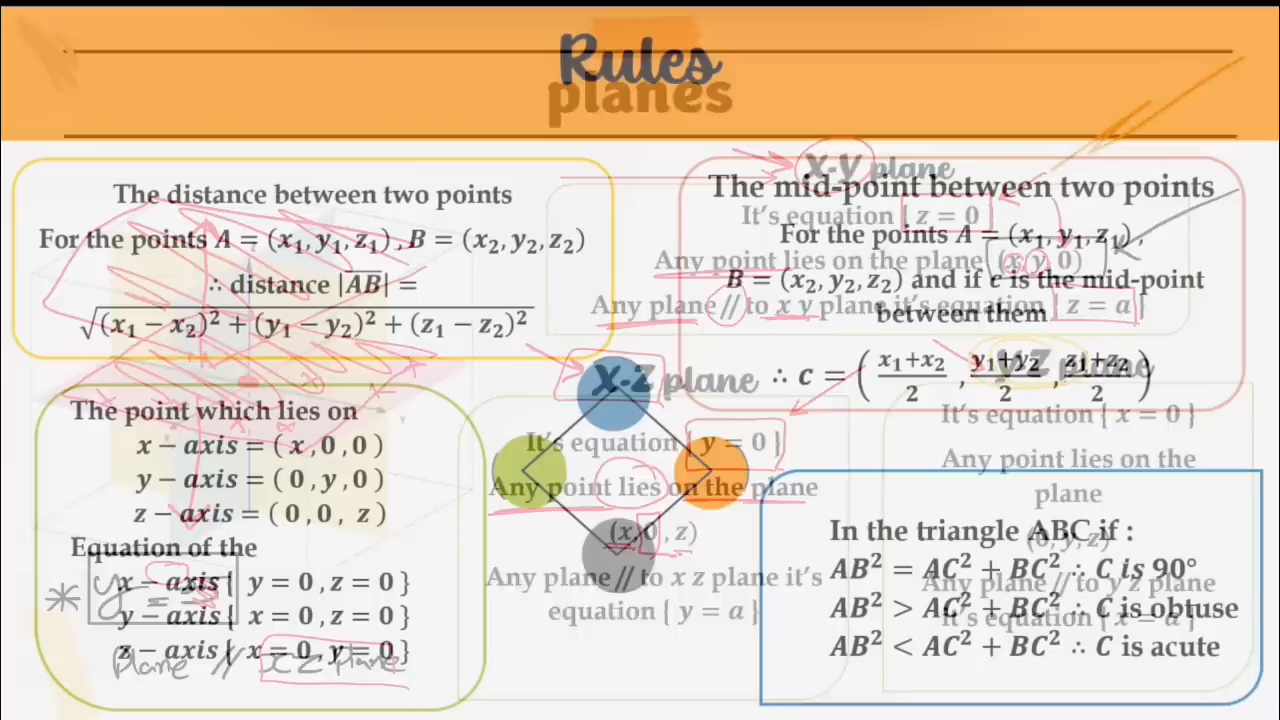 Rules
planes
The distance between two points
For the points A = (x₁, y₁, z₁) , B = (x₂, y₂, z₂)
∴ distance |AB| =
√(x₁ − x₂)² + (y₁ − y₂)² + (z₁ − z₂)²
The mid-point between two points
For the points A = (x₁, y₁, z₁),
B = (x₂, y₂, z₂) and if c is the mid-point
between them
∴ C = ( x₁+x₂/2 , y₁+y₂/2 , z₁+z₂/2 )
X-Y plane
It's equation { z = 0 }
Any point lies on the plane (x, y, 0)
Any plane // to x y plane it's equation { z = a }
The point which lies on
x − axis = ( x ,0 ,0 )
y − axis = ( 0 ,y ,0 )
z − axis = ( 0 ,0 , z )
Equation of the
x − axis{ y = 0 , z = 0 }
y − axis{ x = 0 , z = 0 }
z − axis{ x = 0 , y = 0 }
* y =
plane // x z plane
X-Z plane
It's equation { y = 0 }
Any point lies on the plane
(x, 0 , z)
Any plane // to x z plane it's
equation { y = a }
yz plane
It's equation { x = 0 }
Any point lies on the
plane
(0, y, z)
Any plane // to y z plane
it's equation { x = a }
In the triangle ABC if :
AB² = AC² + BC² ∴ C is 90°
AB² > AC² + BC² ∴ C is obtuse
AB² < AC² + BC² ∴ C is acute